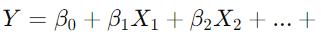 Y = β₀ + β₁X₁ + β₂X₂ + ... +